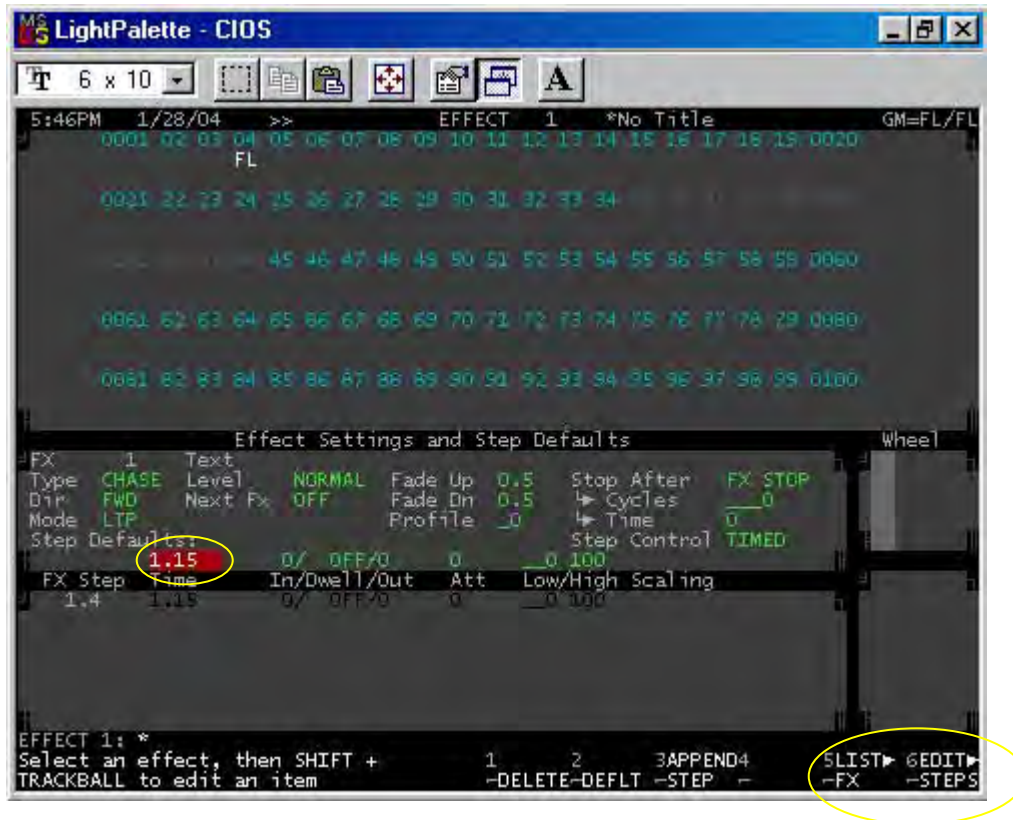 MS LightPalette - CIOS
Tr 6 x 10 A
5:46PM 1/28/04 >> EFFECT 1 *No Title GM=FL/FL
0001 02 03 04 05 06 07 08 09 10 11 12 13 14 15 16 17 18 19 0020
FL
0021 22 23 24 25 26 27 28 29 30 31 32 33 34
45 46 47 48 49 50 51 52 53 54 55 56 57 58 59 0060
0061 62 63 64 65 66 67 68 69 70 71 72 73 74 75 76 77 78 79 0080
0081 82 83 84 85 86 87 88 89 90 91 92 93 94 95 96 97 98 99 0100
Effect Settings and Step Defaults Wheel
FX 1 Text
Type CHASE Level NORMAL Fade Up 0.5 Stop After FX STOP
Dir FWD Next Fx OFF Fade Dn 0.5 ↳ Cycles ___0
Mode LTP Profile _0 ↳ Time 0
Step Defaults: Step Control TIMED
1.15 0/ OFF/0 0 __0 100
FX Step Time In/Dwell/Out Att Low/High Scaling
1.4 1.15 0/ OFF/0 0 __0 100
EFFECT 1: *
Select an effect, then SHIFT + 1 2 3APPEND4 5LIST► 6EDIT►
TRACKBALL to edit an item —DELETE—DEFLT —STEP — —FX —STEPS